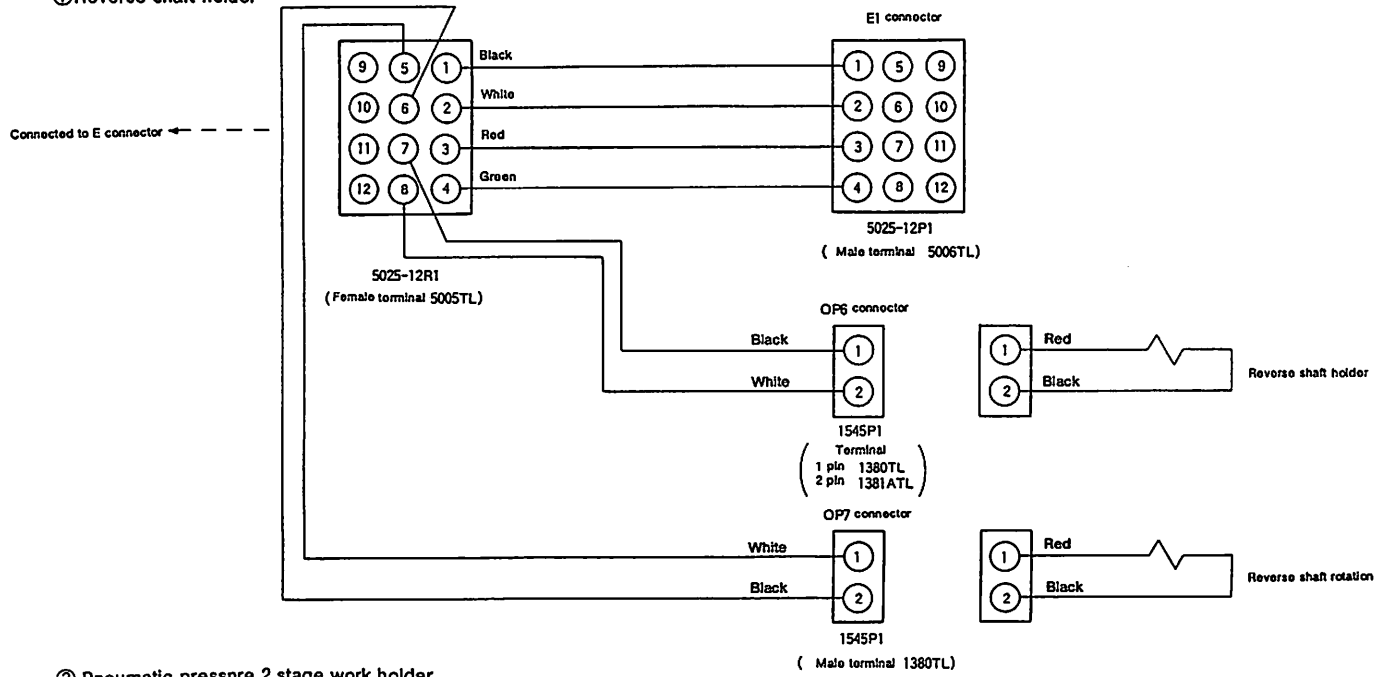 ①Reverse shaft holder
E1 connector
Black
White
Red
Green
9 5 1
10 6 2
11 7 3
12 8 4
1 5 9
2 6 10
3 7 11
4 8 12
Connected to E connector
5025-12R1
(Female terminal 5005TL)
5025-12P1
( Male terminal 5006TL)
OP6 connector
Black
1
White
2
1
Red
2
Black
Reverse shaft holder
1545P1
Terminal
1 pin 1380TL
2 pin 1381ATL
OP7 connector
White
1
Black
2
1
Red
2
Black
Reverse shaft rotation
1545P1
( Male terminal 1380TL)
② Pneumatic presspre 2 stage work holder